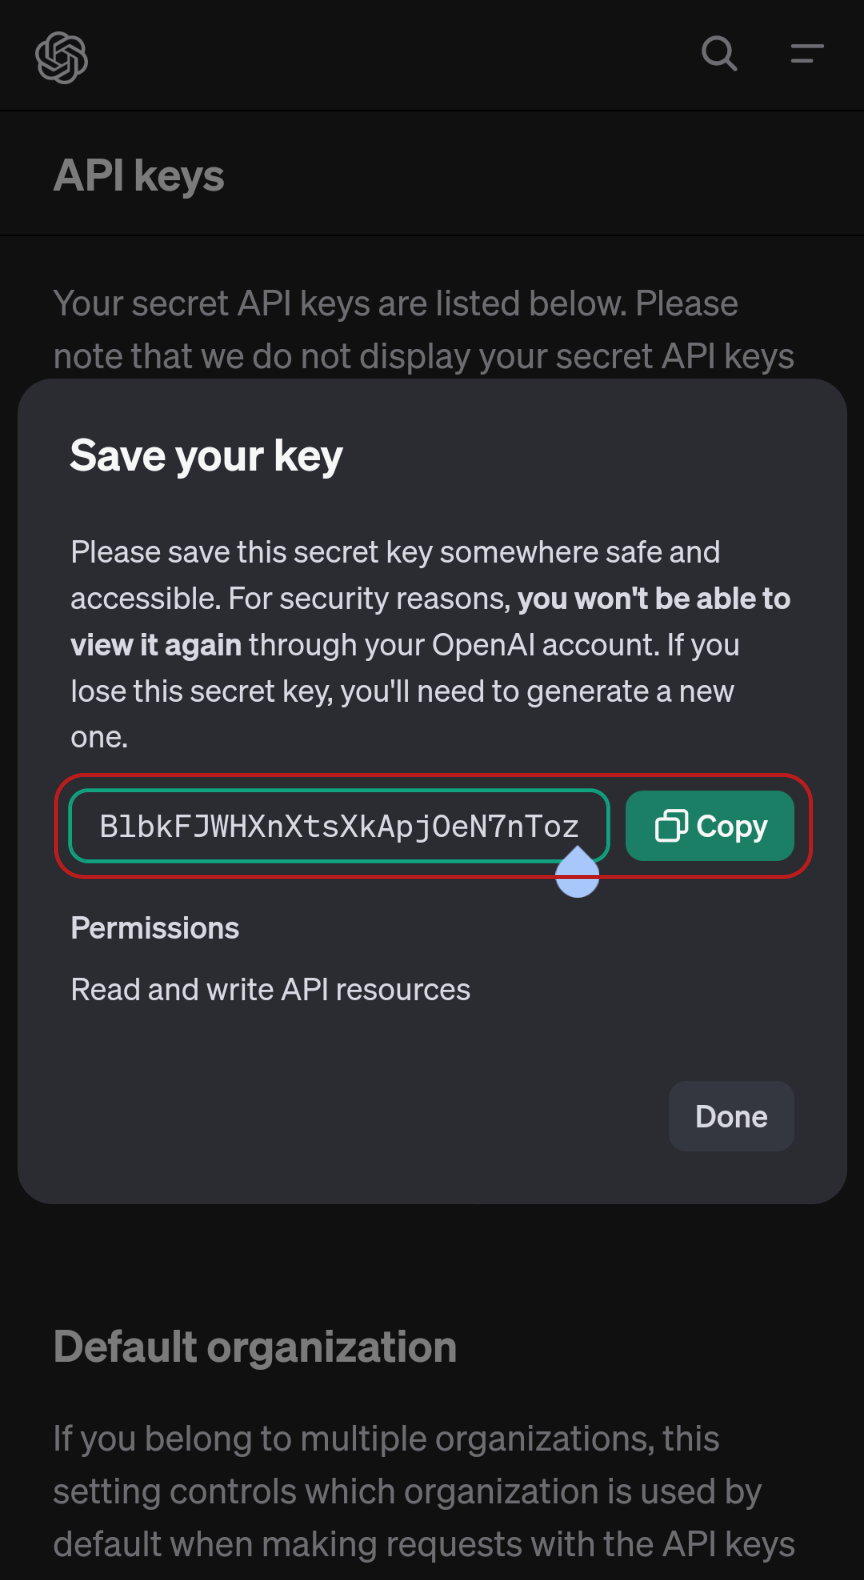 API keys
Your secret API keys are listed below. Please
note that we do not display your secret API keys
Save your key
Please save this secret key somewhere safe and
accessible. For security reasons, you won't be able to
view it again through your OpenAI account. If you
lose this secret key, you'll need to generate a new
one.
BlbkFJWHXnXtsXkApjOeN7nToz
Copy
Permissions
Read and write API resources
Done
Default organization
If you belong to multiple organizations, this
setting controls which organization is used by
default when making requests with the API keys